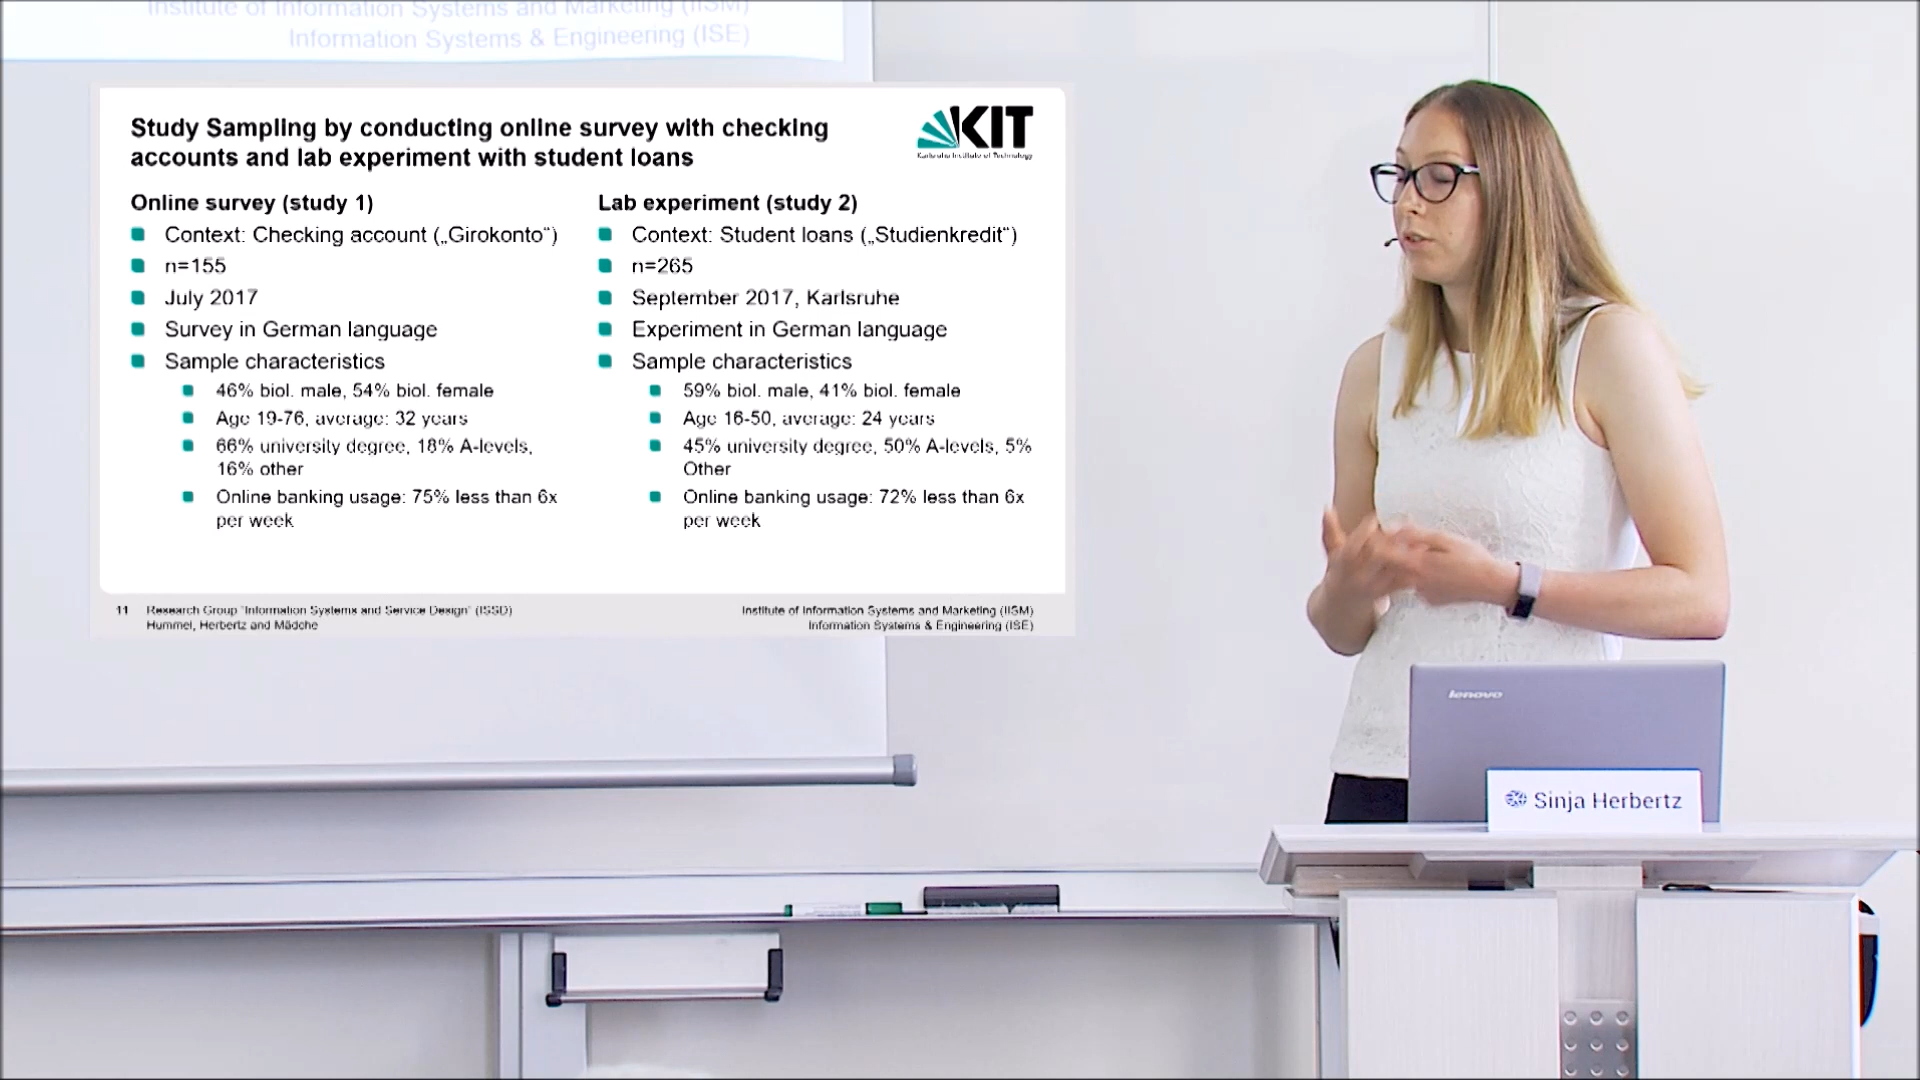 Institute of Information Systems and Marketing (IISM)
Information Systems & Engineering (ISE)
Study Sampling by conducting online survey with checking
accounts and lab experiment with student loans
KIT
Karlsruhe Institute of Technology
Online survey (study 1)
Context: Checking account („Girokonto“)
n=155
July 2017
Survey in German language
Sample characteristics
46% biol. male, 54% biol. female
Age 19-76, average: 32 years
66% university degree, 18% A-levels,
16% other
Online banking usage: 75% less than 6x
per week
Lab experiment (study 2)
Context: Student loans („Studienkredit“)
n=265
September 2017, Karlsruhe
Experiment in German language
Sample characteristics
59% biol. male, 41% biol. female
Age 16-50, average: 24 years
45% university degree, 50% A-levels, 5%
Other
Online banking usage: 72% less than 6x
per week
11 Research Group "Information Systems and Service Design" (ISSD)
Hummel, Herbertz and Mädche
Institute of Information Systems and Marketing (IISM)
Information Systems & Engineering (ISE)
lenovo
Sinja Herbertz